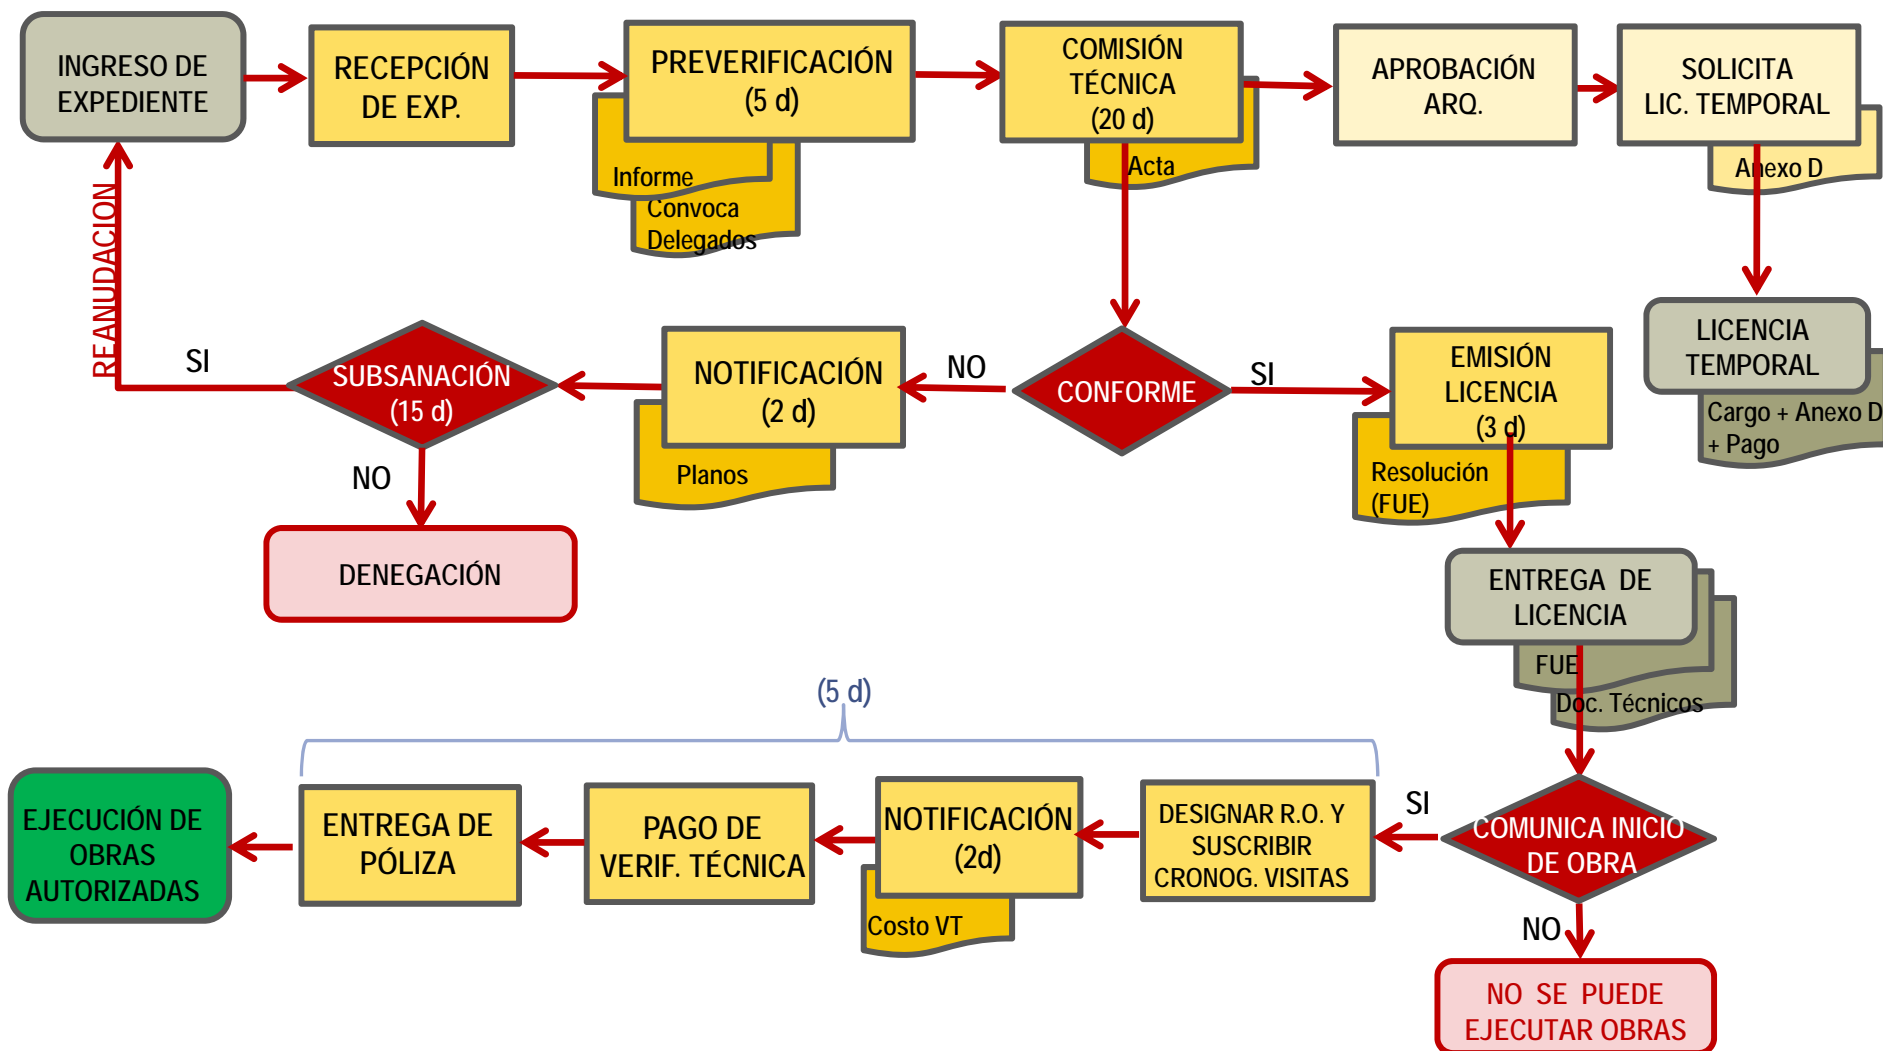 INGRESO DE
EXPEDIENTE
RECEPCIÓN
DE EXP.
PREVERIFICACIÓN
(5 d)
Informe
Convoca
Delegados
COMISIÓN
TÉCNICA
(20 d)
Acta
APROBACIÓN
ARQ.
SOLICITA
LIC. TEMPORAL
Anexo D
REANUDACION
SI
SUBSANACIÓN
(15 d)
NO
DENEGACIÓN
NOTIFICACIÓN
(2 d)
Planos
NO
CONFORME
SI
EMISIÓN
LICENCIA
(3 d)
Resolución
(FUE)
LICENCIA
TEMPORAL
Cargo + Anexo D
+ Pago
ENTREGA DE
LICENCIA
FUE
Doc. Técnicos
(5 d)
EJECUCIÓN DE
OBRAS
AUTORIZADAS
ENTREGA DE
PÓLIZA
PAGO DE
VERIF. TÉCNICA
NOTIFICACIÓN
(2d)
Costo VT
DESIGNAR R.O. Y
SUSCRIBIR
CRONOG. VISITAS
SI
COMUNICA INICIO
DE OBRA
NO
NO SE PUEDE
EJECUTAR OBRAS